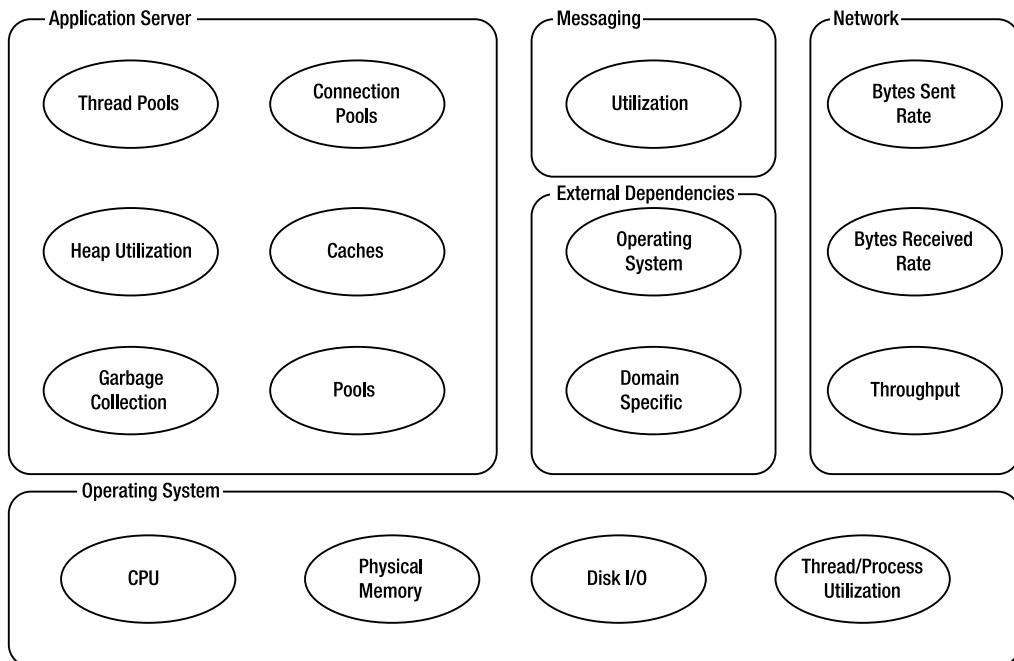 Application Server
Thread Pools
Connection
Pools
Heap Utilization
Caches
Garbage
Collection
Pools
Messaging
Utilization
External Dependencies
Operating
System
Domain
Specific
Network
Bytes Sent
Rate
Bytes Received
Rate
Throughput
Operating System
CPU
Physical
Memory
Disk I/O
Thread/Process
Utilization